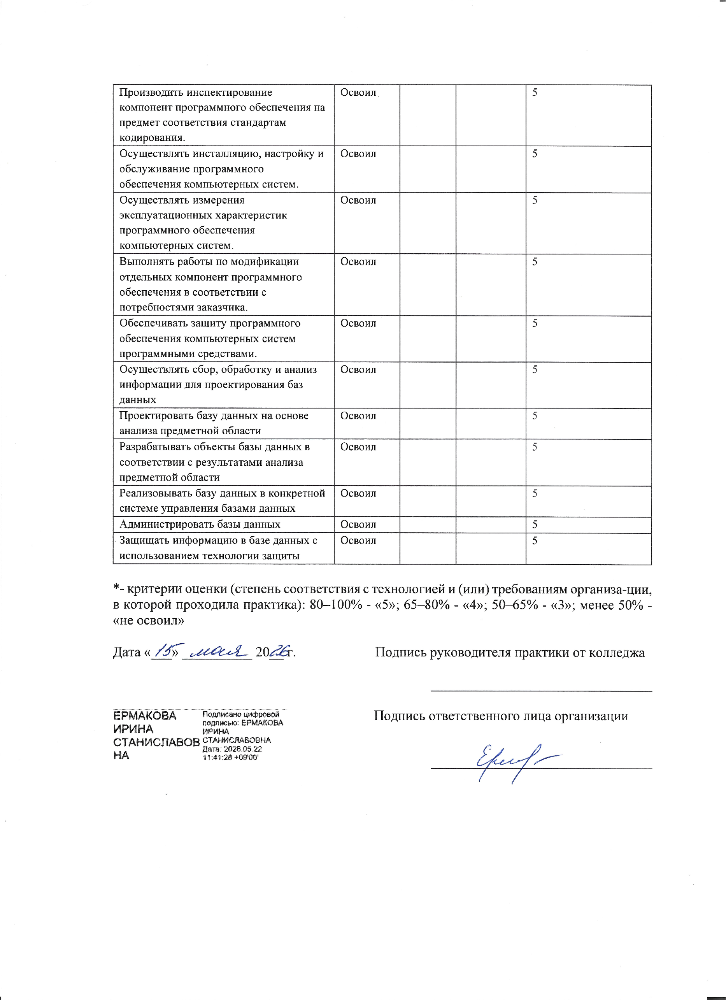 Производить инспектирование Освоил 5
компонент программного обеспечения на
предмет соответствия стандартам
кодирования.
Осуществлять инсталляцию, настройку и Освоил 5
обслуживание программного
обеспечения компьютерных систем.
Осуществлять измерения Освоил 5
эксплуатационных характеристик
программного обеспечения
компьютерных систем.
Выполнять работы по модификации Освоил 5
отдельных компонент программного
обеспечения в соответствии с
потребностями заказчика.
Обеспечивать защиту программного Освоил 5
обеспечения компьютерных систем
программными средствами.
Осуществлять сбор, обработку и анализ Освоил 5
информации для проектирования баз
данных
Проектировать базу данных на основе Освоил 5
анализа предметной области
Разрабатывать объекты базы данных в Освоил 5
соответствии с результатами анализа
предметной области
Реализовывать базу данных в конкретной Освоил 5
системе управления базами данных
Администрировать базы данных Освоил 5
Защищать информацию в базе данных с Освоил 5
использованием технологии защиты
*- критерии оценки (степень соответствия с технологией и (или) требованиям организа-ции,
в которой проходила практика): 80–100% - «5»; 65–80% - «4»; 50–65% - «3»; менее 50% -
«не освоил»
Дата «15» мая 2026г. Подпись руководителя практики от колледжа
ЕРМАКОВА
ИРИНА
СТАНИСЛАВОВ
НА
Подписано цифровой
подписью: ЕРМАКОВА
ИРИНА
СТАНИСЛАВОВНА
Дата: 2026.05.22
11:41:28 +09'00'
Подпись ответственного лица организации